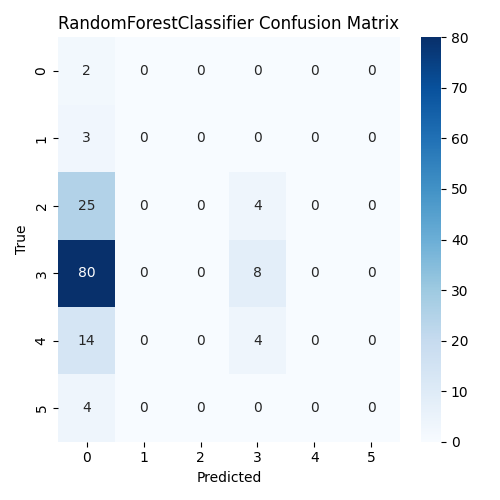 RandomForestClassifier Confusion Matrix
80
0 2 0 0 0 0 0
70
1 3 0 0 0 0 0
60
2 25 0 0 4 0 0
50
True
40
3 80 0 0 8 0 0
30
4 14 0 0 4 0 0
20
10
5 4 0 0 0 0 0
0
0 1 2 3 4 5
Predicted